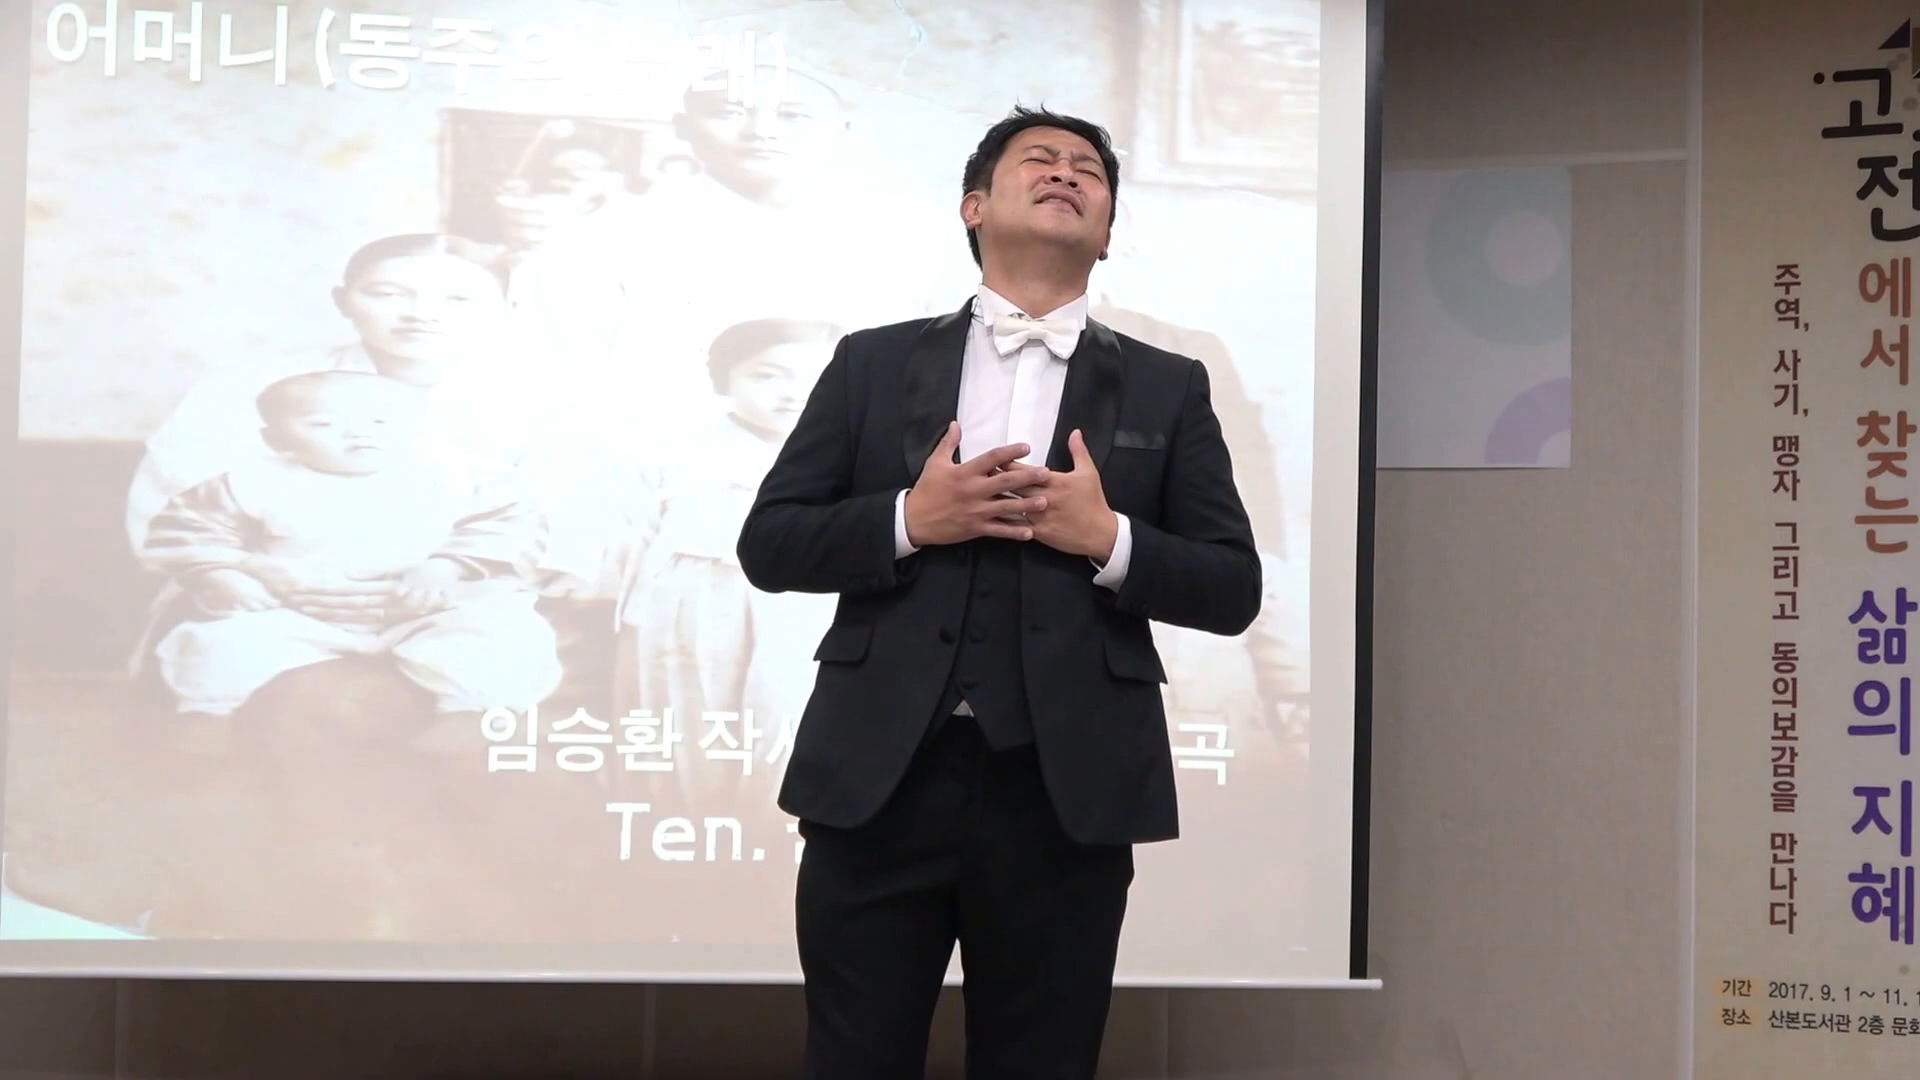 어머니(동주의 노래)
임승환 작사
곡
Ten.
고전
에서 찾는
삶의 지혜
주역, 사기, 맹자 그리고 동의보감을 만나다
기간 2017. 9. 1 ~ 11. 1
장소 산본도서관 2층 문화